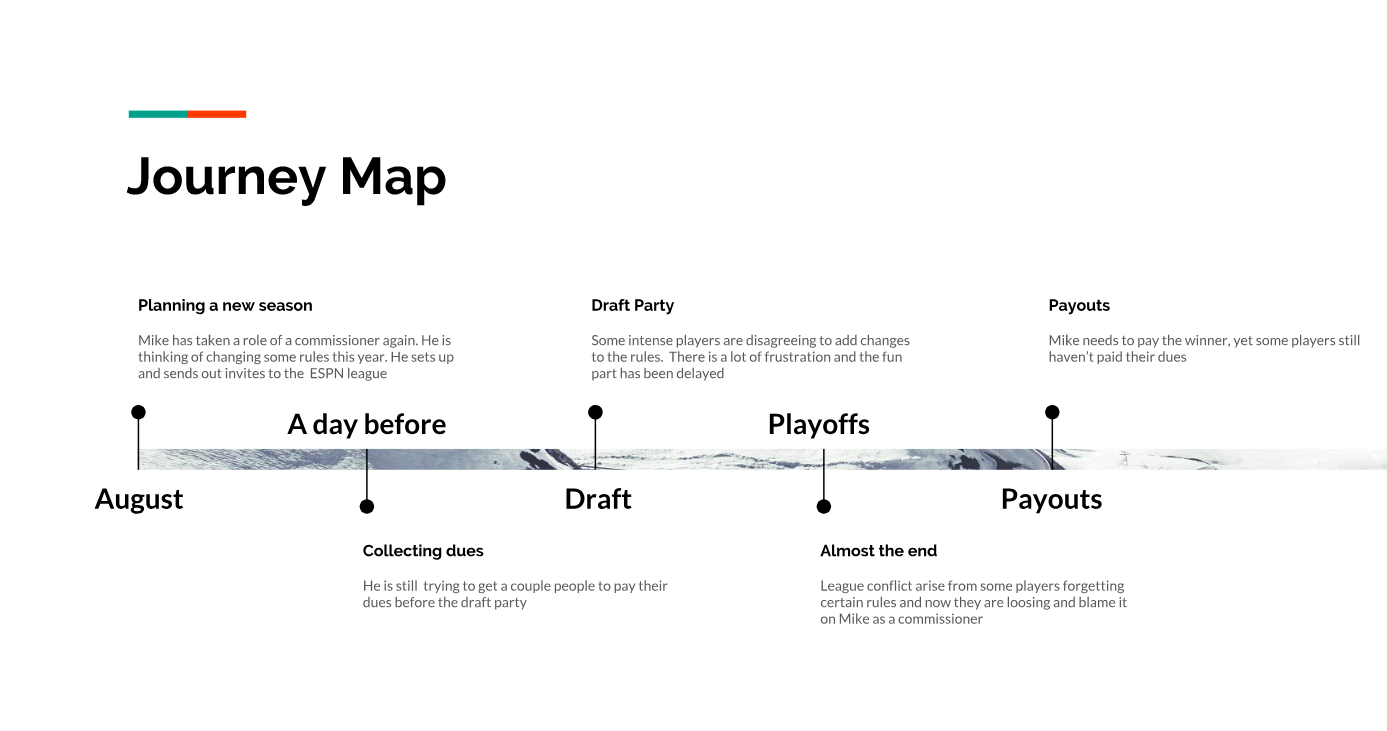 Journey Map
Planning a new season
Mike has taken a role of a commissioner again. He is
thinking of changing some rules this year. He sets up
and sends out invites to the  ESPN league
Draft Party
Some intense players are disagreeing to add changes
to the rules.  There is a lot of frustration and the fun
part has been delayed
Payouts
Mike needs to pay the winner, yet some players still
haven't paid their dues
A day before
Playoffs
August
Draft
Payouts
Collecting dues
He is still  trying to get a couple people to pay their
dues before the draft party
Almost the end
League conflict arise from some players forgetting
certain rules and now they are loosing and blame it
on Mike as a commissioner